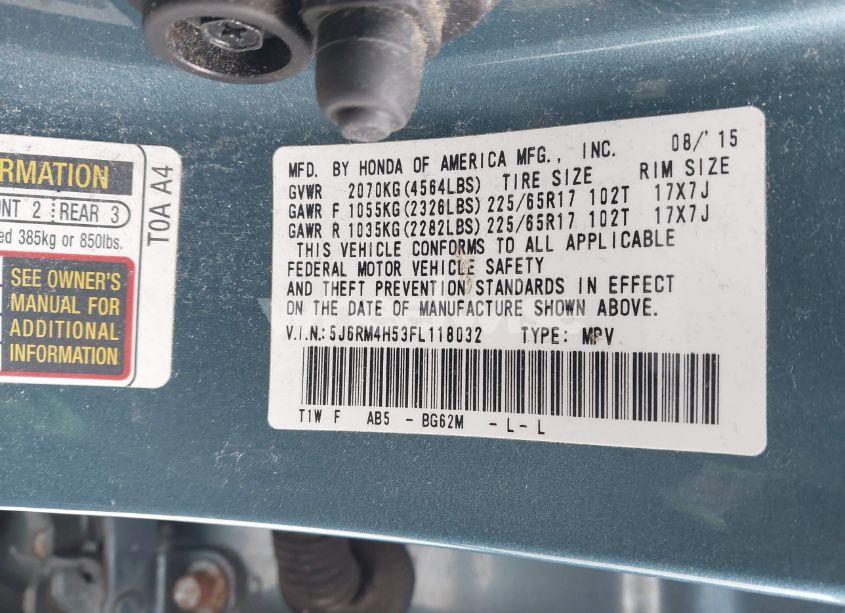 RMATION
NT 2 REAR 3
ed 385kg or 850lbs.
SEE OWNER'S
MANUAL FOR
ADDITIONAL
INFORMATION
T0A A4
MFD. BY HONDA OF AMERICA MFG., INC. 08/'15
GVWR 2070KG(4564LBS) TIRE SIZE RIM SIZE
GAWR F 1055KG(2326LBS) 225/65R17 102T 17X7J
GAWR R 1035KG(2282LBS) 225/65R17 102T 17X7J
THIS VEHICLE CONFORMS TO ALL APPLICABLE
FEDERAL MOTOR VEHICLE SAFETY
AND THEFT PREVENTION STANDARDS IN EFFECT
ON THE DATE OF MANUFACTURE SHOWN ABOVE.
V.I.N.: 5J6RM4H53FL118032 TYPE: MPV
T1W F AB5 - BG62M - L - L